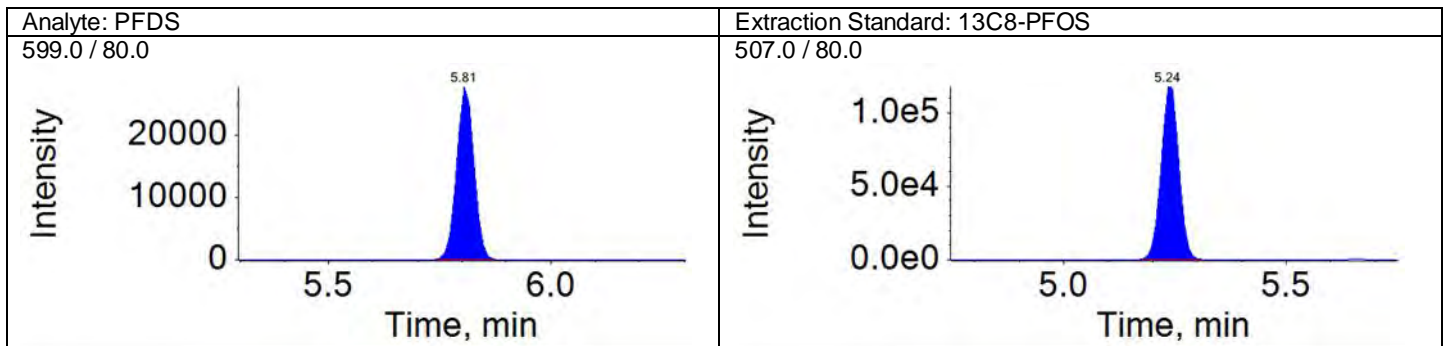 Analyte: PFDS
599.0 / 80.0
5.81
Intensity
20000
10000
0
5.5
6.0
Time, min
Extraction Standard: 13C8-PFOS
507.0 / 80.0
5.24
Intensity
1.0e5
5.0e4
0.0e0
5.0
5.5
Time, min